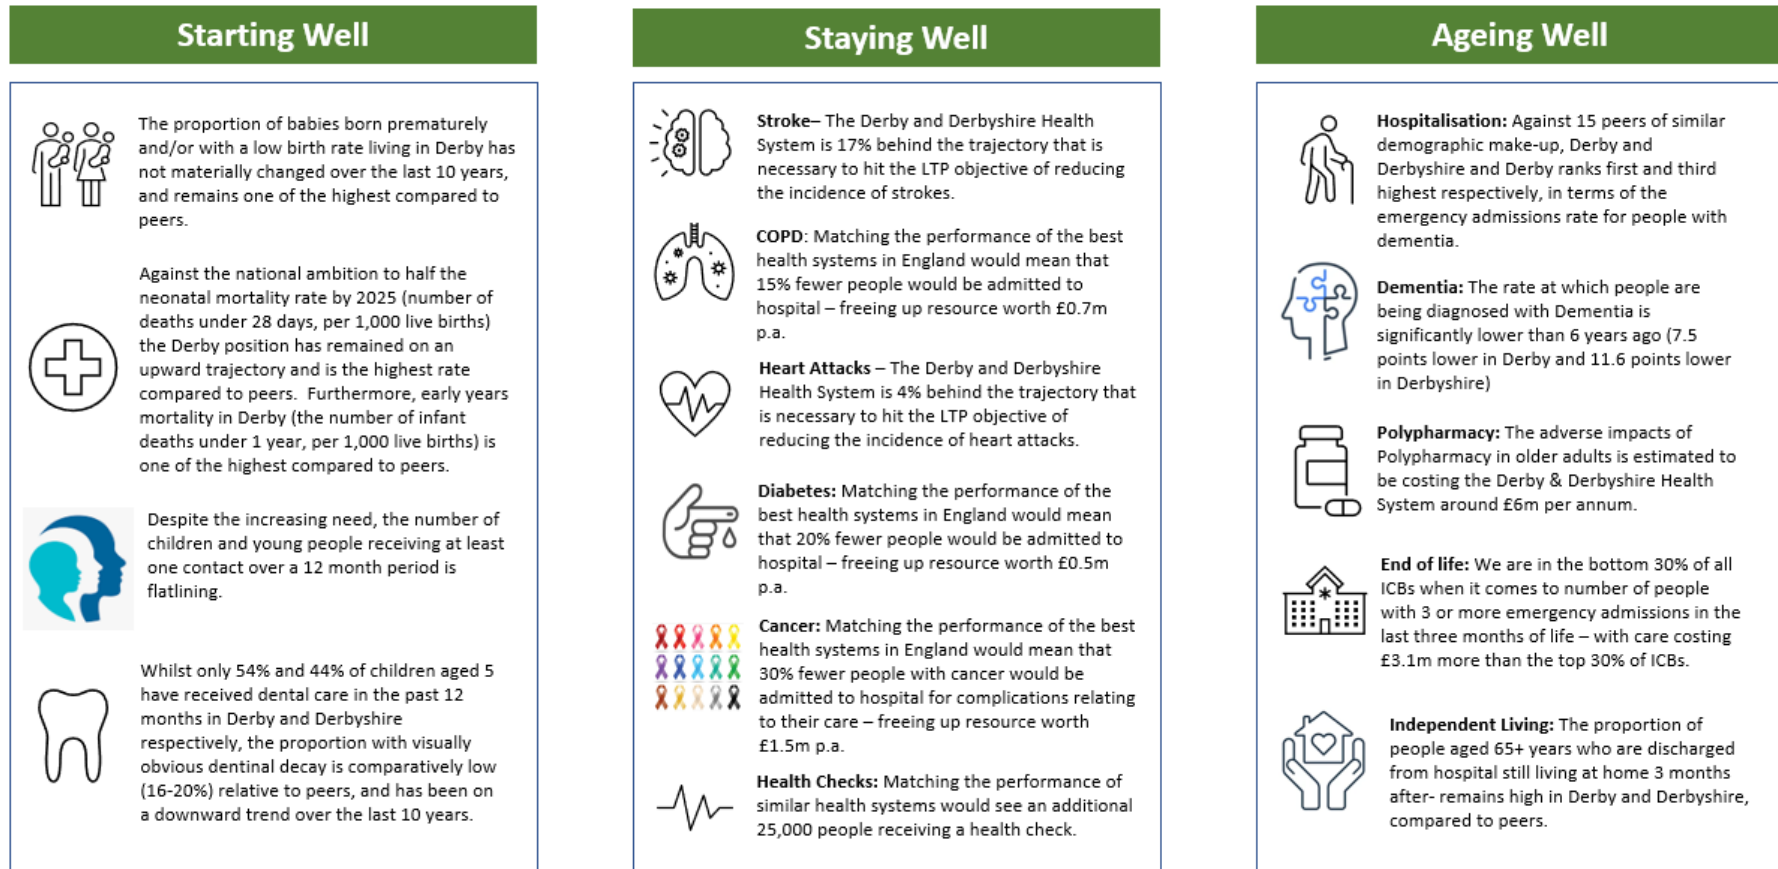 Starting Well
The proportion of babies born prematurely
and/or with a low birth rate living in Derby has
not materially changed over the last 10 years,
and remains one of the highest compared to
peers.
Against the national ambition to half the
neonatal mortality rate by 2025 (number of
deaths under 28 days, per 1,000 live births)
the Derby position has remained on an
upward trajectory and is the highest rate
compared to peers. Furthermore, early years
mortality in Derby (the number of infant
deaths under 1 year, per 1,000 live births) is
one of the highest compared to peers.
Despite the increasing need, the number of
children and young people receiving at least
one contact over a 12 month period is
flatlining.
Whilst only 54% and 44% of children aged 5
have received dental care in the past 12
months in Derby and Derbyshire
respectively, the proportion with visually
obvious dentinal decay is comparatively low
(16-20%) relative to peers, and has been on
a downward trend over the last 10 years.
Staying Well
Stroke– The Derby and Derbyshire Health
System is 17% behind the trajectory that is
necessary to hit the LTP objective of reducing
the incidence of strokes.
COPD: Matching the performance of the best
health systems in England would mean that
15% fewer people would be admitted to
hospital – freeing up resource worth £0.7m
p.a.
Heart Attacks – The Derby and Derbyshire
Health System is 4% behind the trajectory that
is necessary to hit the LTP objective of
reducing the incidence of heart attacks.
Diabetes: Matching the performance of the
best health systems in England would mean
that 20% fewer people would be admitted to
hospital – freeing up resource worth £0.5m
p.a.
Cancer: Matching the performance of the best
health systems in England would mean that
30% fewer people with cancer would be
admitted to hospital for complications relating
to their care – freeing up resource worth
£1.5m p.a.
Health Checks: Matching the performance of
similar health systems would see an additional
25,000 people receiving a health check.
Ageing Well
Hospitalisation: Against 15 peers of similar
demographic make-up, Derby and
Derbyshire and Derby ranks first and third
highest respectively, in terms of the
emergency admissions rate for people with
dementia.
Dementia: The rate at which people are
being diagnosed with Dementia is
significantly lower than 6 years ago (7.5
points lower in Derby and 11.6 points lower
in Derbyshire)
Polypharmacy: The adverse impacts of
Polypharmacy in older adults is estimated to
be costing the Derby & Derbyshire Health
System around £6m per annum.
End of life: We are in the bottom 30% of all
ICBs when it comes to number of people
with 3 or more emergency admissions in the
last three months of life – with care costing
£3.1m more than the top 30% of ICBs.
Independent Living: The proportion of
people aged 65+ years who are discharged
from hospital still living at home 3 months
after- remains high in Derby and Derbyshire,
compared to peers.